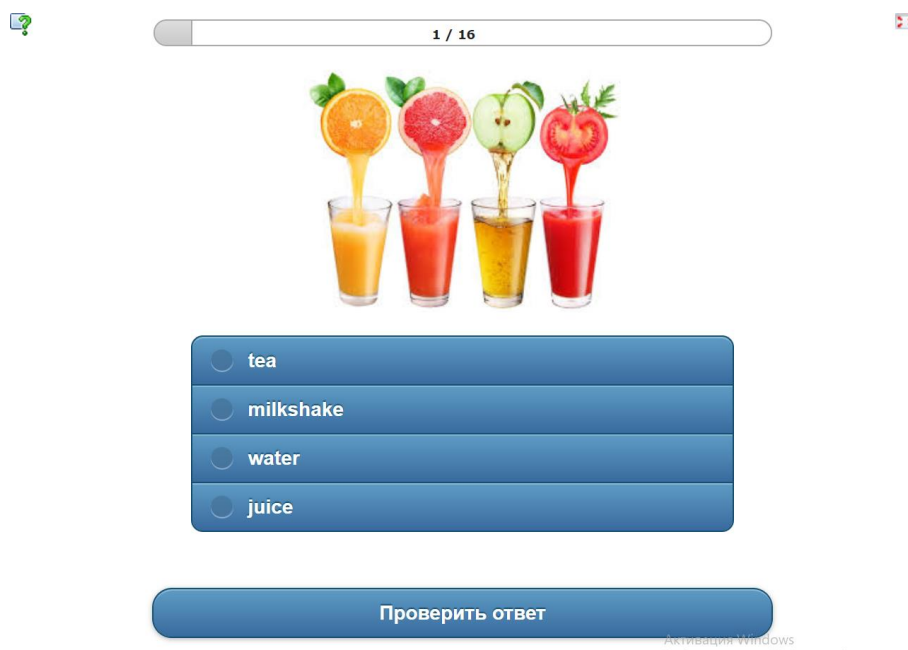 1 / 16
tea
milkshake
water
juice
Проверить ответ
Активация Windows